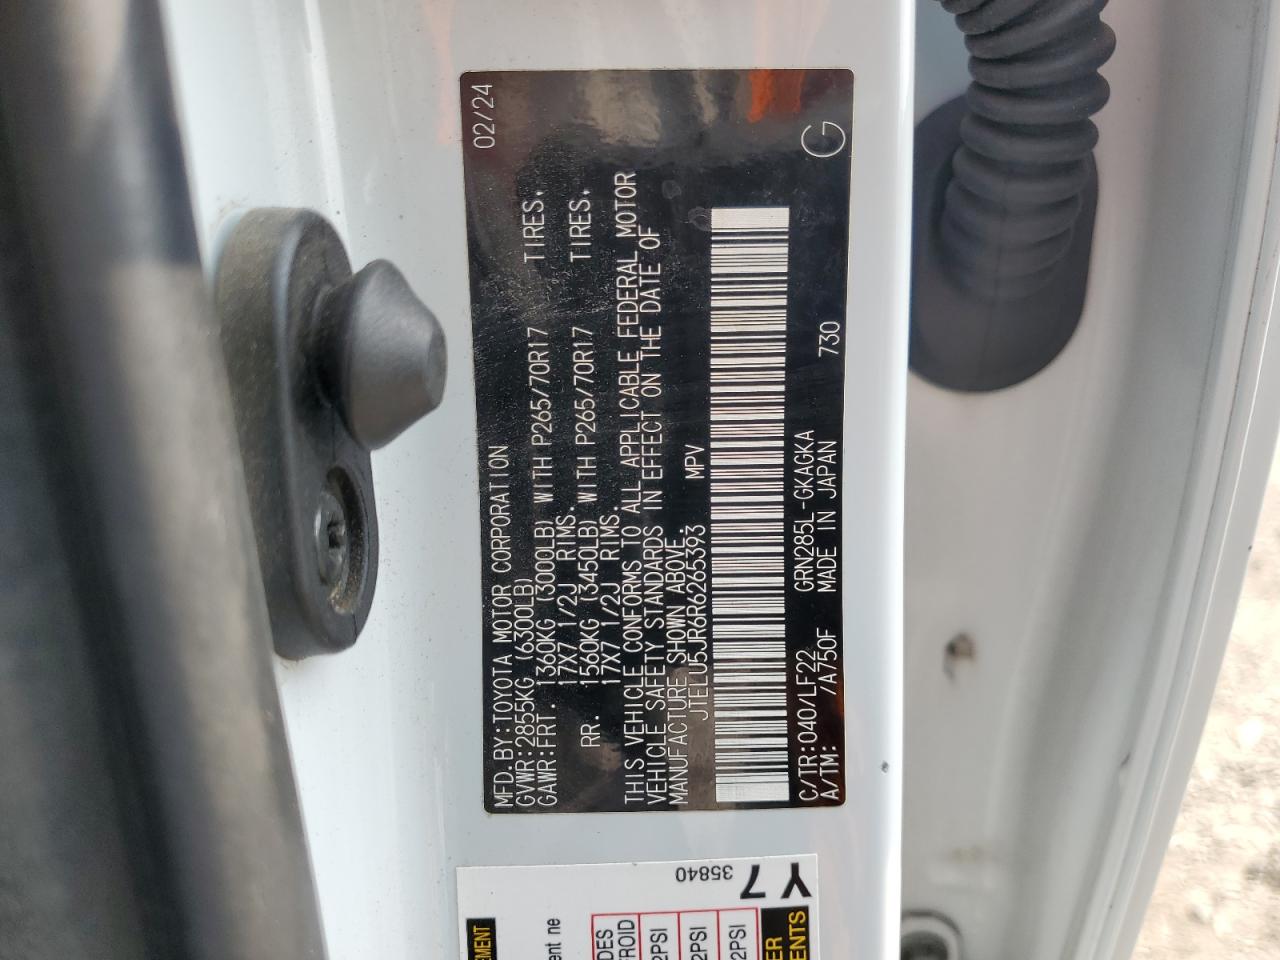 MFD. BY:TOYOTA MOTOR CORPORATION 02/24
GVWR:2855KG (6300LB)
GAWR:FRT. 1360KG (3000LB) WITH P265/70R17 TIRES,
17X7 1/2J RIMS,
RR. 1560KG (3450LB) WITH P265/70R17 TIRES,
17X7 1/2J RIMS,
THIS VEHICLE CONFORMS TO ALL APPLICABLE FEDERAL MOTOR
VEHICLE SAFETY STANDARDS IN EFFECT ON THE DATE OF
MANUFACTURE SHOWN ABOVE.
JTELU5JR6R6265393 MPV
C/TR:040/LF22 GRN285L-GKAGKA 730 G
A/TM: /A750F MADE IN JAPAN
Y7
35840
2PSI
2PSI
2PSI